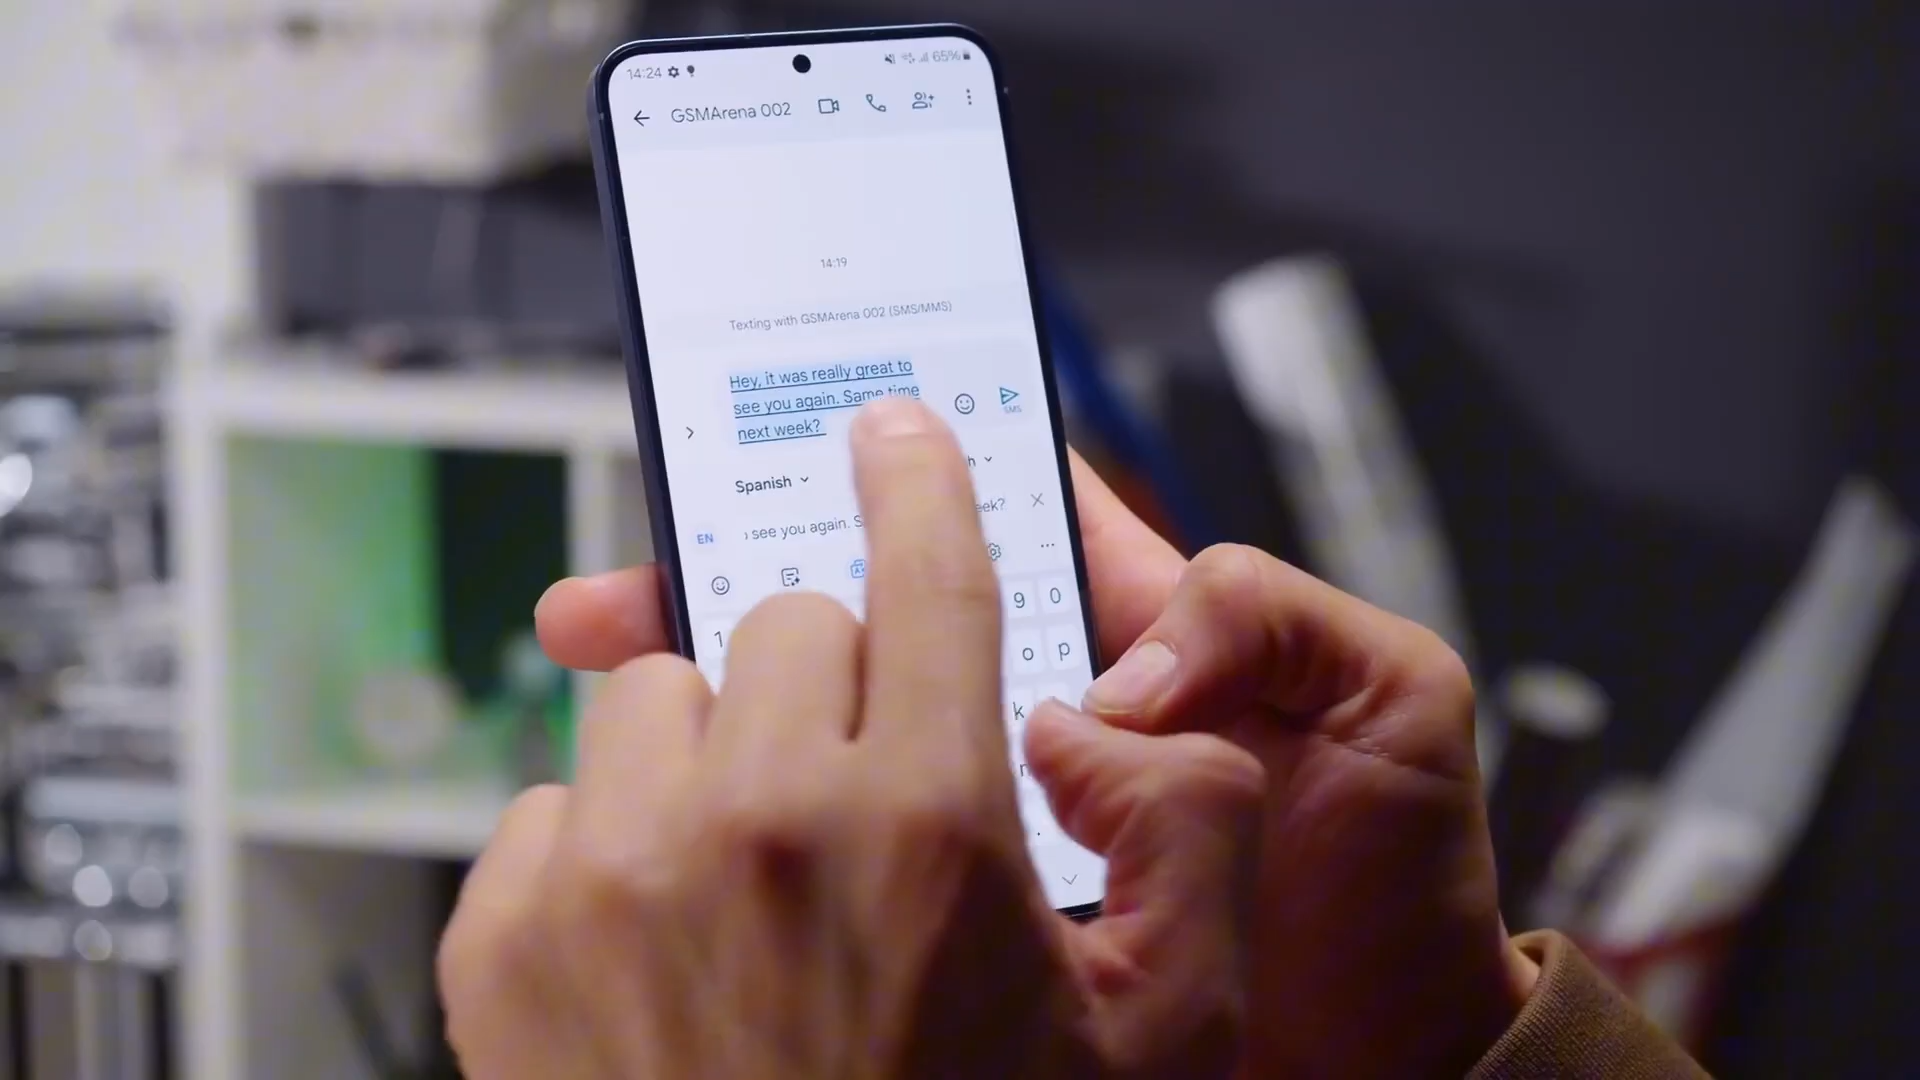 14:24
65%
GSMArena 002
14:19
Texting with GSMArena 002 (SMS/MMS)
Hey, it was really great to
see you again. Same time
next week?
SMS
Spanish
h
EN
see you again. S
eek?
1
9 0
o p
k
.